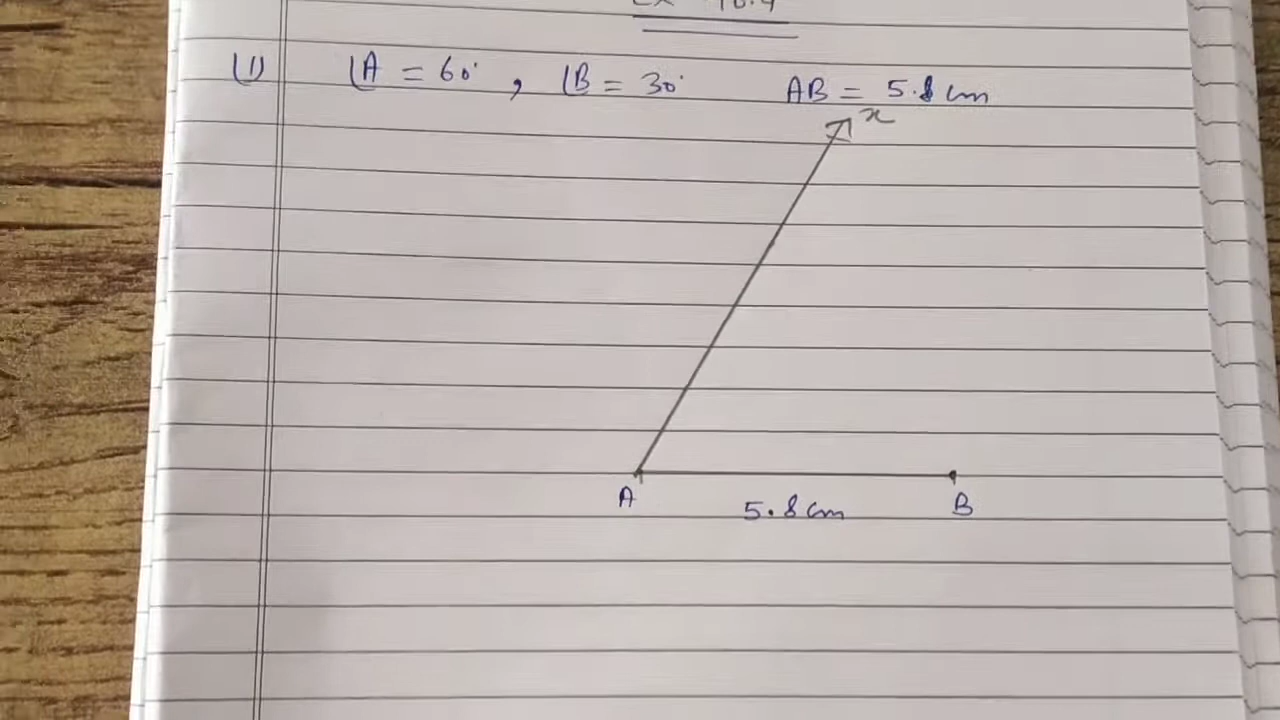 (1) ∠A = 60° , ∠B = 30° AB = 5.8 cm
x
A 5.8 cm B